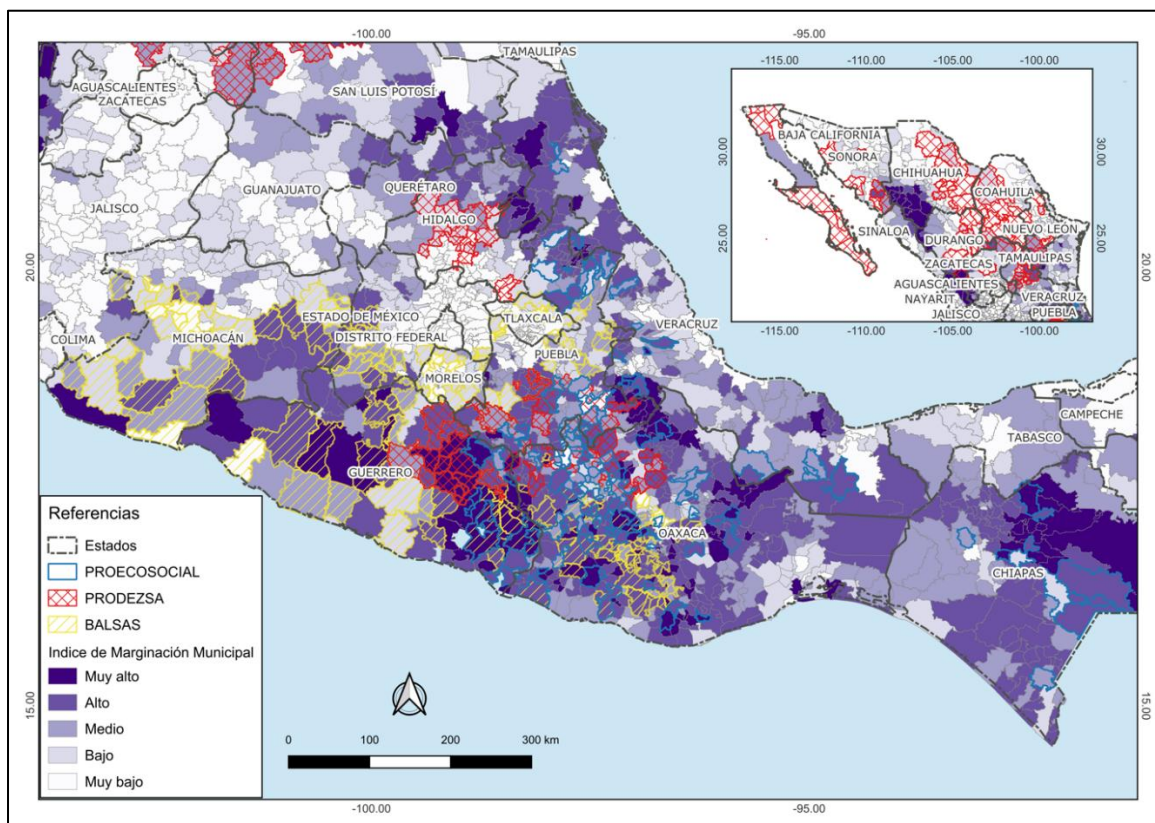 -100.00
-95.00
TAMAULIPAS
AGUASCALIENTES
ZACATECAS
SAN LUIS POTOSÍ
GUANAJUATO
QUERÉTARO
JALISCO
HIDALGO
20.00
20.00
ESTADO DE MÉXICO
TLAXCALA
VERACRUZ
COLIMA
MICHOACÁN
DISTRITO FEDERAL
PUEBLA
MORELOS
CAMPECHE
TABASCO
GUERRERO
OAXACA
CHIAPAS
15.00
15.00
-100.00
-95.00
-115.00
-110.00
-105.00
-100.00
30.00
30.00
BAJA CALIFORNIA
SONORA
CHIHUAHUA
COAHUILA
25.00
25.00
SINALOA
NUEVO LEÓN
DURANGO
ZACATECAS
TAMAULIPAS
AGUASCALIENTES
NAYARIT
VERACRUZ
JALISCO
PUEBLA
-115.00
-110.00
-105.00
-100.00
Referencias
Estados
PROECOSOCIAL
PRODEZSA
BALSAS
Indice de Marginación Municipal
Muy alto
Alto
Medio
Bajo
Muy bajo
0 100 200 300 km